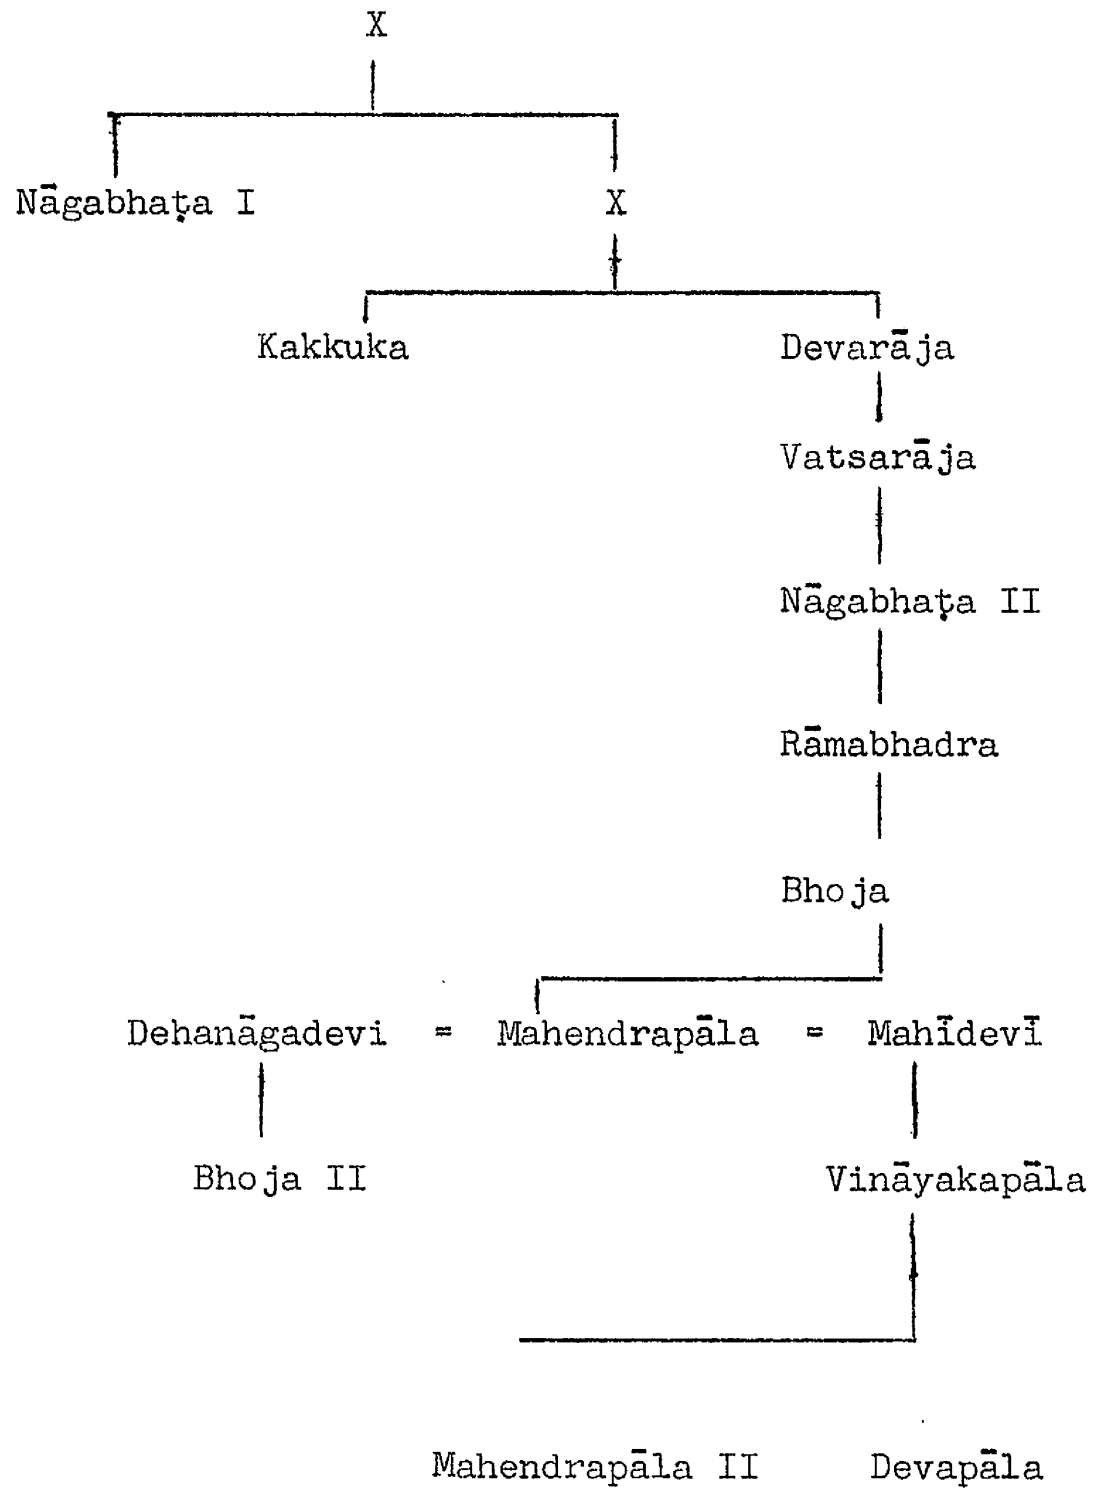 X
Nāgabhaṭa I X
Kakkuka Devarāja
Vatsarāja
Nāgabhaṭa II
Rāmabhadra
Bhoja
Dehanāgadevi = Mahendrapāla = Mahīdevī
Bhoja II Vināyakapāla
Mahendrapāla II Devapāla